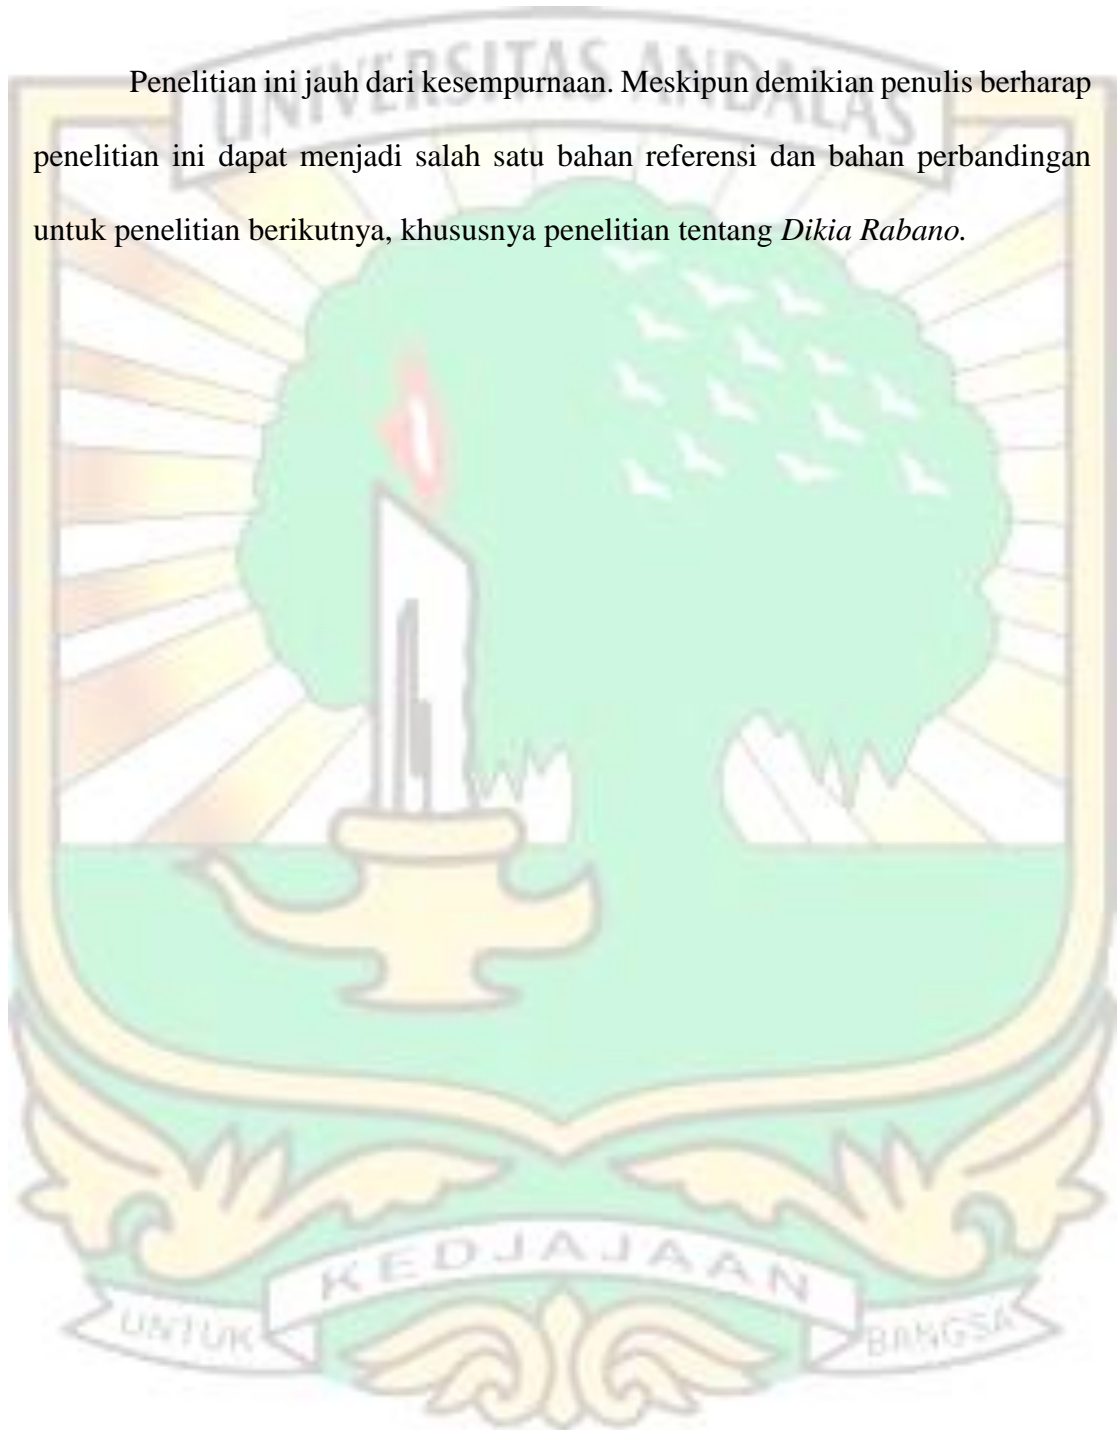 UNIVERSITAS ANDALAS
Penelitian ini jauh dari kesempurnaan. Meskipun demikian penulis berharap
penelitian ini dapat menjadi salah satu bahan referensi dan bahan perbandingan
untuk penelitian berikutnya, khususnya penelitian tentang Dikia Rabano.
KEDJAJAAN
UNTUK BANGSA